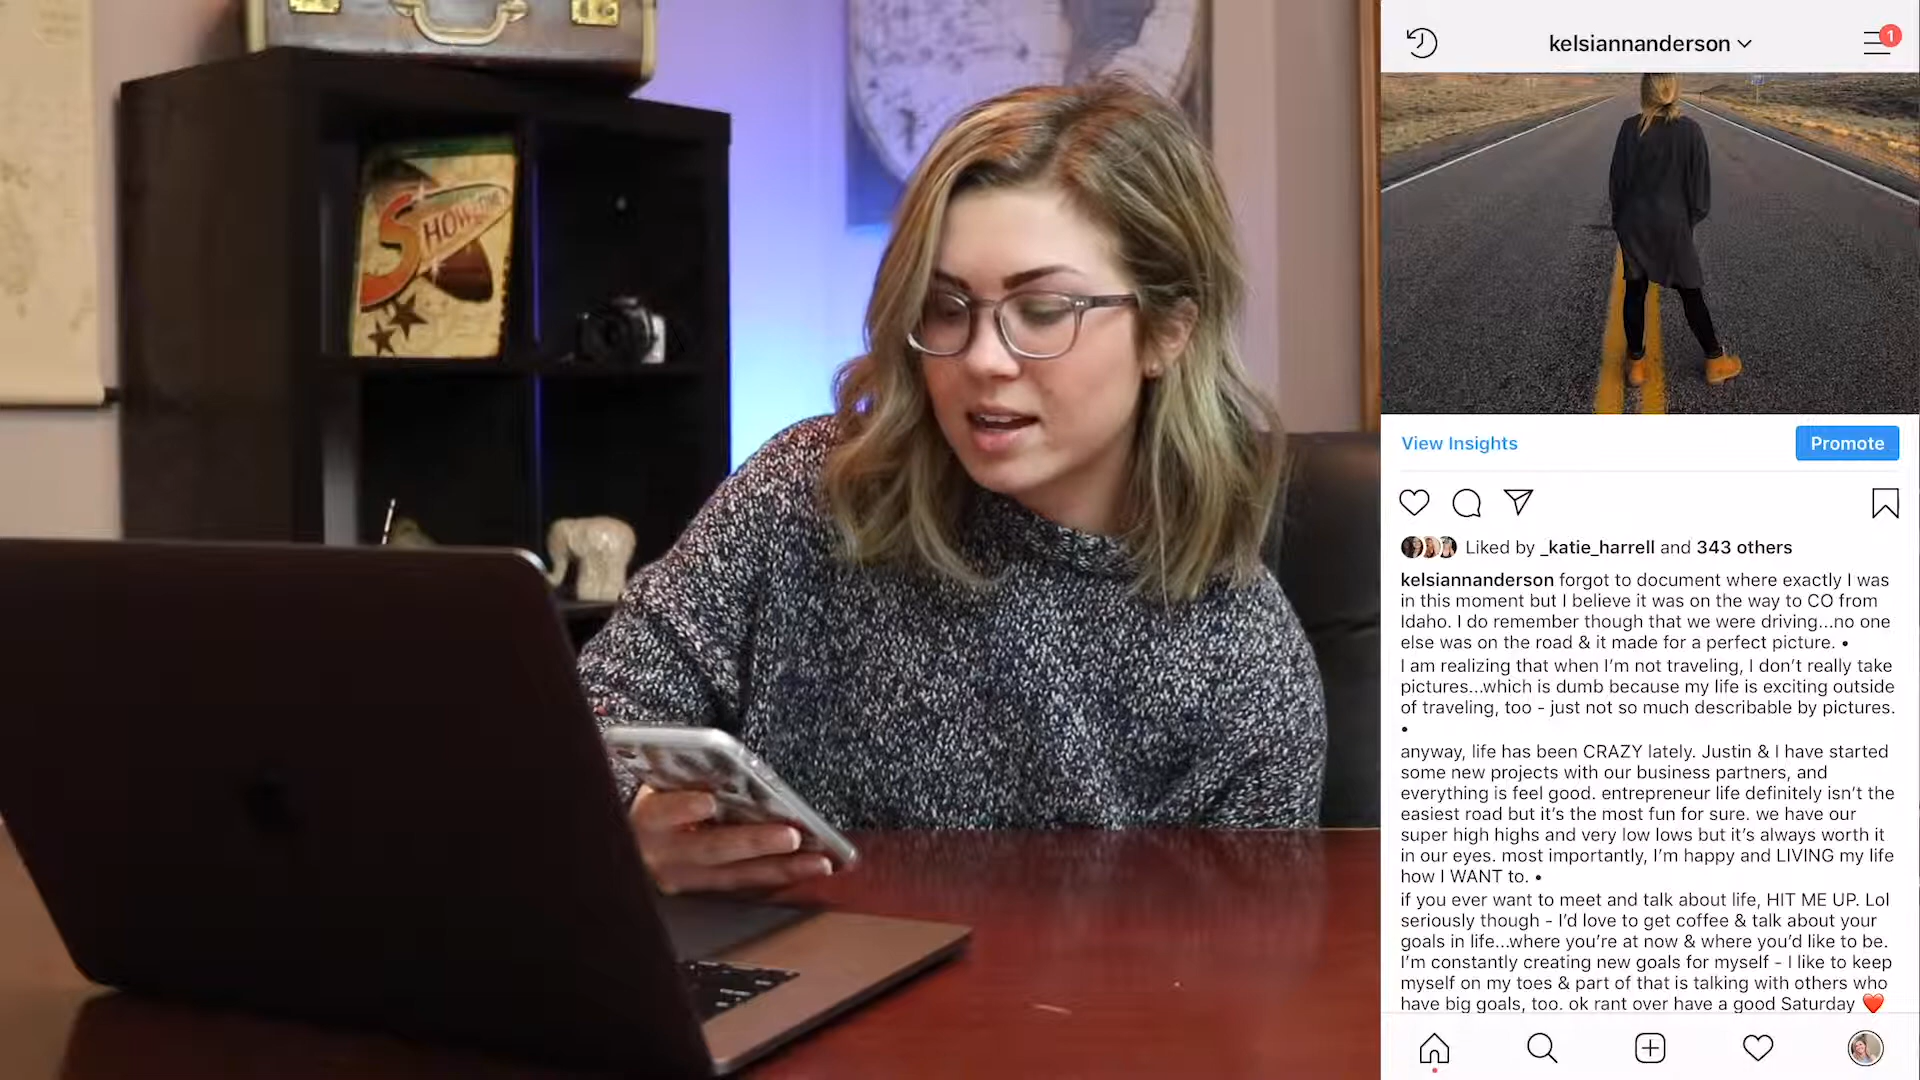 SHOWTIME
kelsiannanderson
1
View Insights
Promote
Liked by _katie_harrell and 343 others
kelsiannanderson forgot to document where exactly I was
in this moment but I believe it was on the way to CO from
Idaho. I do remember though that we were driving...no one
else was on the road & it made for a perfect picture. •
I am realizing that when I'm not traveling, I don't really take
pictures...which is dumb because my life is exciting outside
of traveling, too - just not so much describable by pictures.
•
anyway, life has been CRAZY lately. Justin & I have started
some new projects with our business partners, and
everything is feel good. entrepreneur life definitely isn't the
easiest road but it's the most fun for sure. we have our
super high highs and very low lows but it's always worth it
in our eyes. most importantly, I'm happy and LIVING my life
how I WANT to. •
if you ever want to meet and talk about life, HIT ME UP. Lol
seriously though - I'd love to get coffee & talk about your
goals in life...where you're at now & where you'd like to be.
I'm constantly creating new goals for myself - I like to keep
myself on my toes & part of that is talking with others who
have big goals, too. ok rant over have a good Saturday ❤️